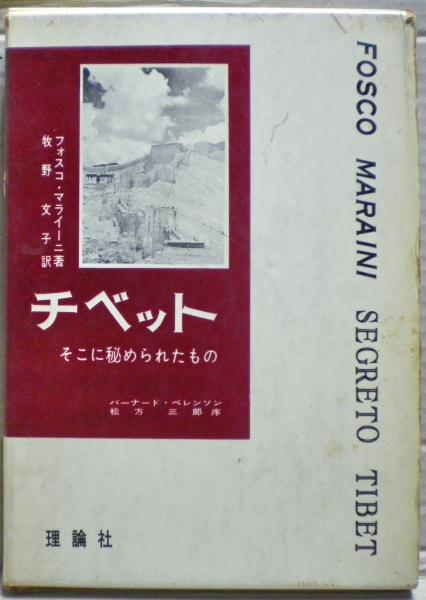 フォスコ・マライーニ著
牧野文子訳
チベット
そこに秘められたもの
バーナード・ベレンソン
松方三郎序
理論社
FOSCO MARAINI SEGRETO TIBET